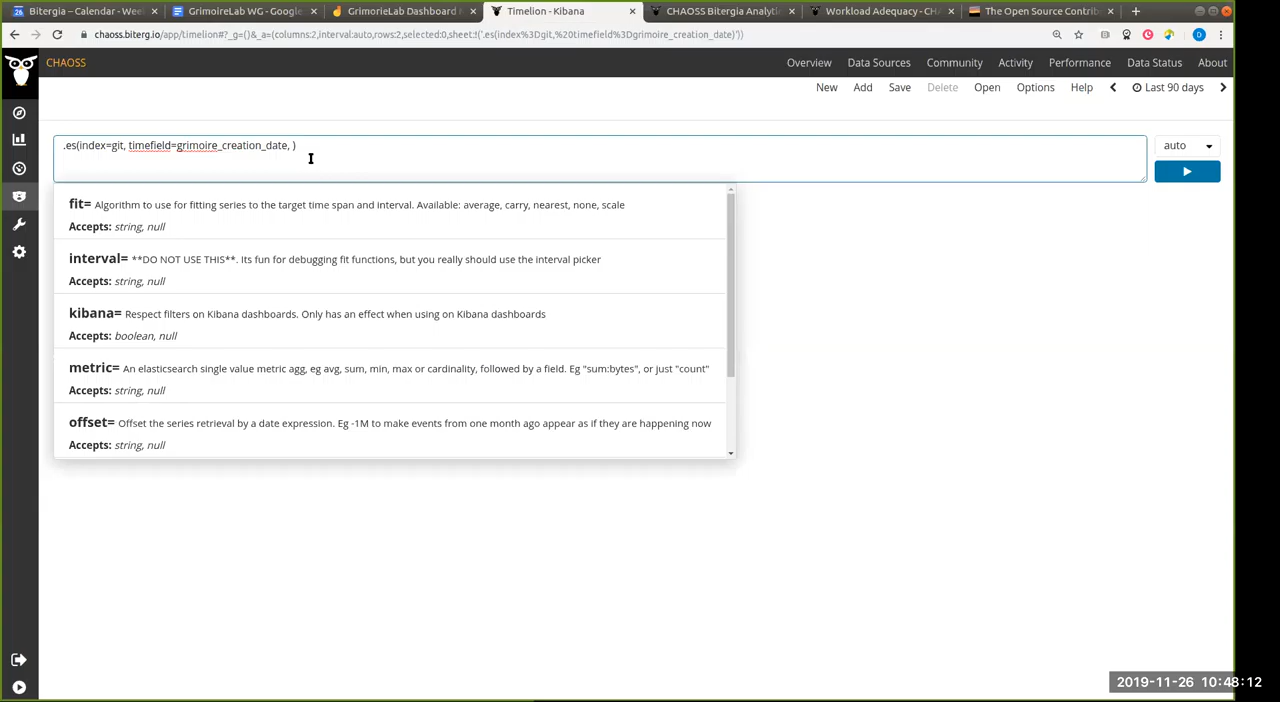 Bitergia – Calendar - Wee
GrimoireLab WG - Google
GrimorieLab Dashboard
Timelion - Kibana
CHAOSS Bitergia Analyti
Workload Adequacy - CH
The Open Source Contrib
chaoss.biterg.io/app/timelion#?_g=()&_a=(columns:2,interval:auto,rows:2,selected:0,sheet:!('.es(index%3Dgit,%20timefield%3Dgrimoire_creation_date)'))
CHAOSS
Overview Data Sources Community Activity Performance Data Status About
New Add Save Delete Open Options Help Last 90 days
.es(index=git, timefield=grimoire_creation_date, )
auto
fit= Algorithm to use for fitting series to the target time span and interval. Available: average, carry, nearest, none, scale
Accepts: string, null
interval= **DO NOT USE THIS**. Its fun for debugging fit functions, but you really should use the interval picker
Accepts: string, null
kibana= Respect filters on Kibana dashboards. Only has an effect when using on Kibana dashboards
Accepts: boolean, null
metric= An elasticsearch single value metric agg, eg avg, sum, min, max or cardinality, followed by a field. Eg "sum:bytes", or just "count"
Accepts: string, null
offset= Offset the series retrieval by a date expression. Eg -1M to make events from one month ago appear as if they are happening now
Accepts: string, null
2019-11-26 10:48:12